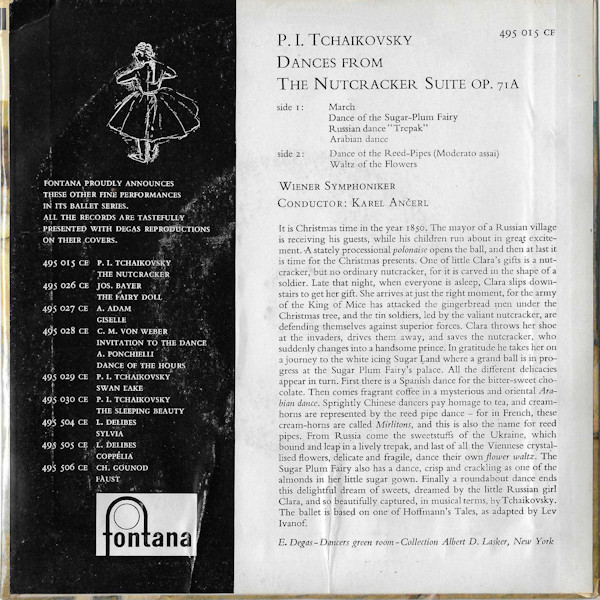 P. I. TCHAIKOVSKY
495 015 CE
DANCES FROM
THE NUTCRACKER SUITE OP. 71A
side 1: March
Dance of the Sugar-Plum Fairy
Russian dance "Trepak"
Arabian dance
side 2: Dance of the Reed-Pipes (Moderato assai)
Waltz of the Flowers
WIENER SYMPHONIKER
CONDUCTOR: KAREL ANČERL
It is Christmas time in the year 1850. The mayor of a Russian village
is receiving his guests, while his children run about in great excite-
ment. A stately processional polonaise opens the ball, and then at last it
is time for the Christmas presents. One of little Clara's gifts is a nut-
cracker, but no ordinary nutcracker, for it is carved in the shape of a
soldier. Late that night, when everyone is asleep, Clara slips down-
stairs to get her gift. She arrives at just the right moment, for the army
of the King of Mice has attacked the gingerbread men under the
Christmas tree, and the tin soldiers, led by the valiant nutcracker, are
defending themselves against superior forces. Clara throws her shoe
at the invaders, drives them away, and saves the nutcracker, who
suddenly changes into a handsome prince. In gratitude he takes her on
a journey to the white icing Sugar Land where a grand ball is in pro-
gress at the Sugar Plum Fairy's palace. All the different delicacies
appear in turn. First there is a Spanish dance for the bitter-sweet cho-
colate. Then comes fragrant coffee in a mysterious and oriental Ara-
bian dance. Sprightly Chinese dancers pay homage to tea, and cream-
horns are represented by the reed pipe dance – for in French, these
cream-horns are called Mirlitons, and this is also the name for reed
pipes. From Russia come the sweetstuffs of the Ukraine, which
bound and leap in a lively trepak, and last of all the Viennese crystal-
lised flowers, delicate and fragile, dance their own flower waltz. The
Sugar Plum Fairy also has a dance, crisp and crackling as one of the
almonds in her little sugar gown. Finally a roundabout dance ends
this delightful dream of sweets, dreamed by the little Russian girl
Clara, and so beautifully captured, in musical terms, by Tchaikovsky.
The ballet is based on one of Hoffmann's Tales, as adapted by Lev
Ivanof.
E. Degas – Dancers green room – Collection Albert D. Lasker, New York
FONTANA PROUDLY ANNOUNCES
THESE OTHER FINE PERFORMANCES
IN ITS BALLET SERIES.
ALL THE RECORDS ARE TASTEFULLY
PRESENTED WITH DEGAS REPRODUCTIONS
ON THEIR COVERS.
495 015 CE P. I. TCHAIKOVSKY
THE NUTCRACKER
495 026 CE JOS. BAYER
THE FAIRY DOLL
495 027 CE A. ADAM
GISELLE
495 028 CE C. M. VON WEBER
INVITATION TO THE DANCE
A. PONCHIELLI
DANCE OF THE HOURS
495 029 CE P. I. TCHAIKOVSKY
SWAN LAKE
495 030 CE P. I. TCHAIKOVSKY
THE SLEEPING BEAUTY
495 504 CE L. DELIBES
SYLVIA
495 505 CE L. DELIBES
COPPÉLIA
495 506 CE CH. GOUNOD
FAUST
fontana